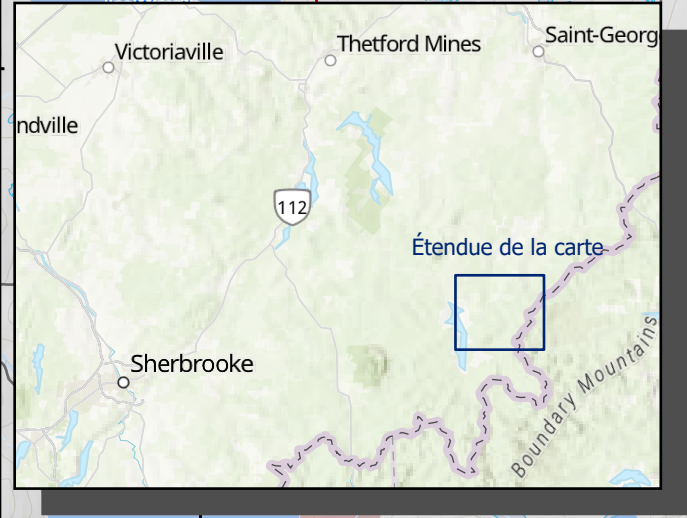 Victoriaville
Thetford Mines
Saint-Georg
ndville
112
Étendue de la carte
Sherbrooke
Boundary Mountains